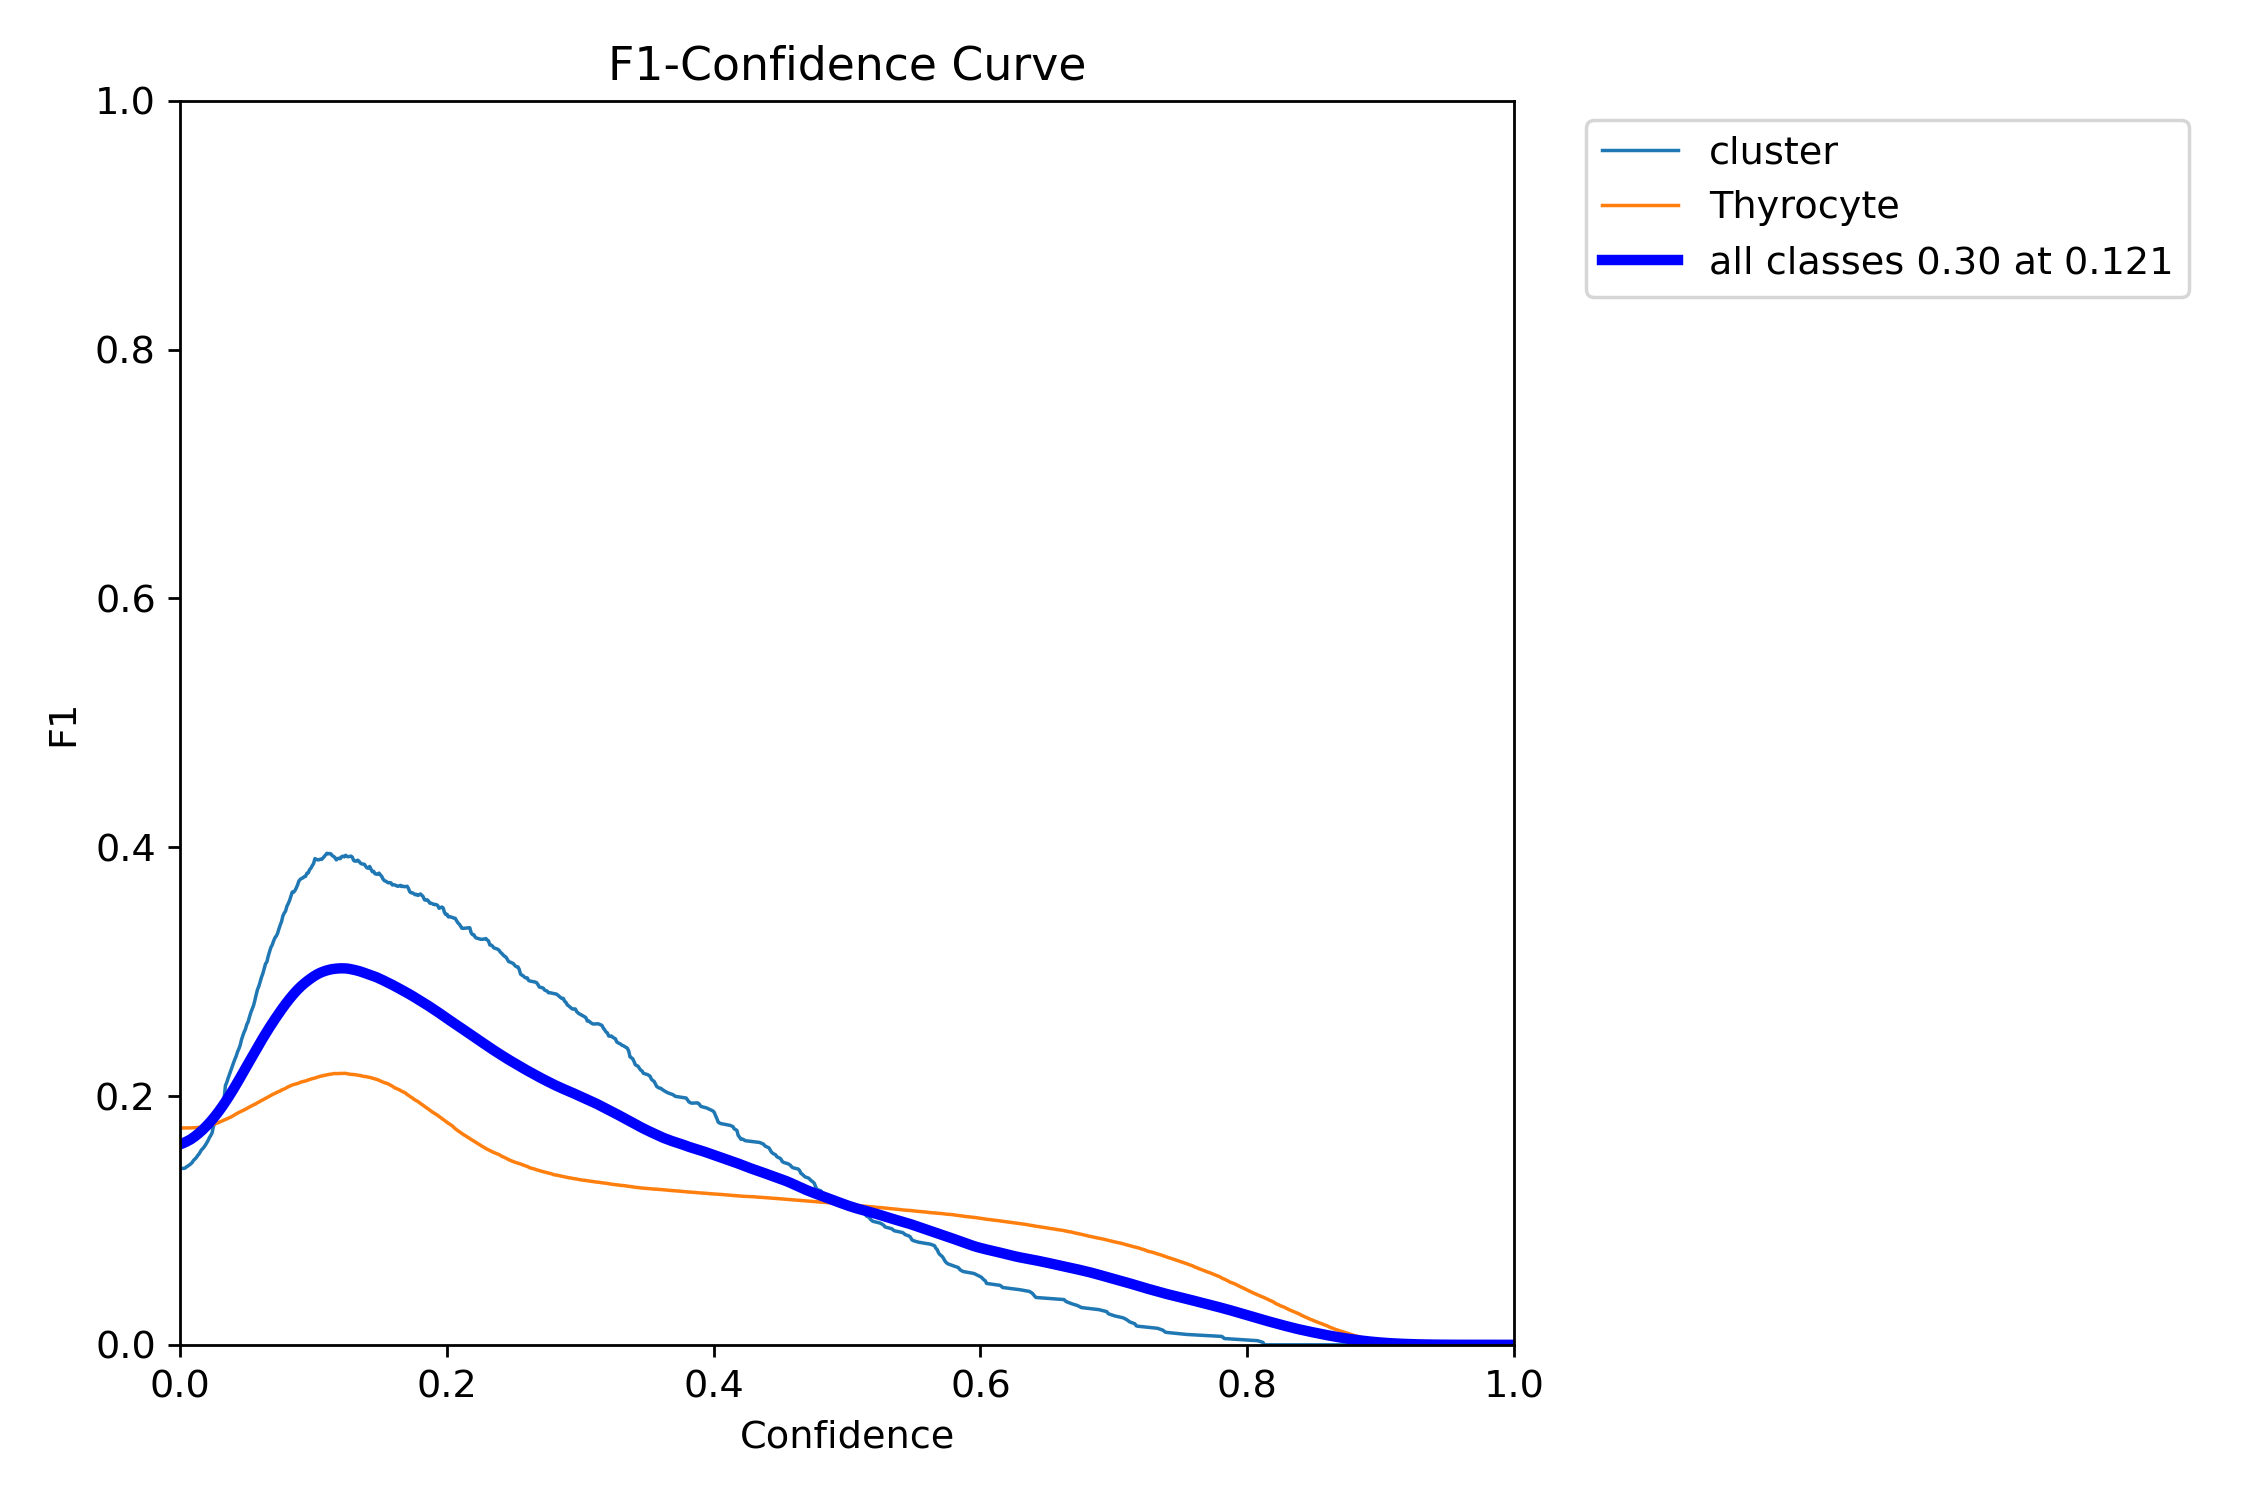 F1-Confidence Curve
1.0
0.8
0.6
0.4
0.2
0.0
F1
0.0 0.2 0.4 0.6 0.8 1.0
Confidence
cluster
Thyrocyte
all classes 0.30 at 0.121